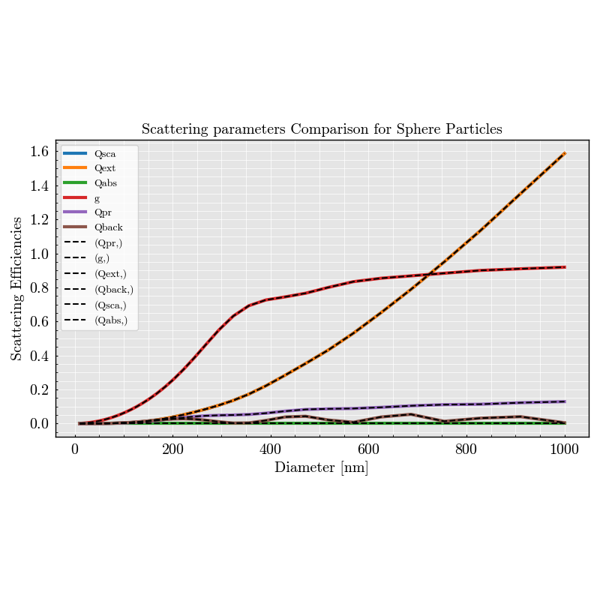 Scattering parameters Comparison for Sphere Particles
Scattering Efficiencies
1.6
1.4
1.2
1.0
0.8
0.6
0.4
0.2
0.0
Qsca
Qext
Qabs
g
Qpr
Qback
(Qpr,)
(g,)
(Qext,)
(Qback,)
(Qsca,)
(Qabs,)
0 200 400 600 800 1000
Diameter [nm]